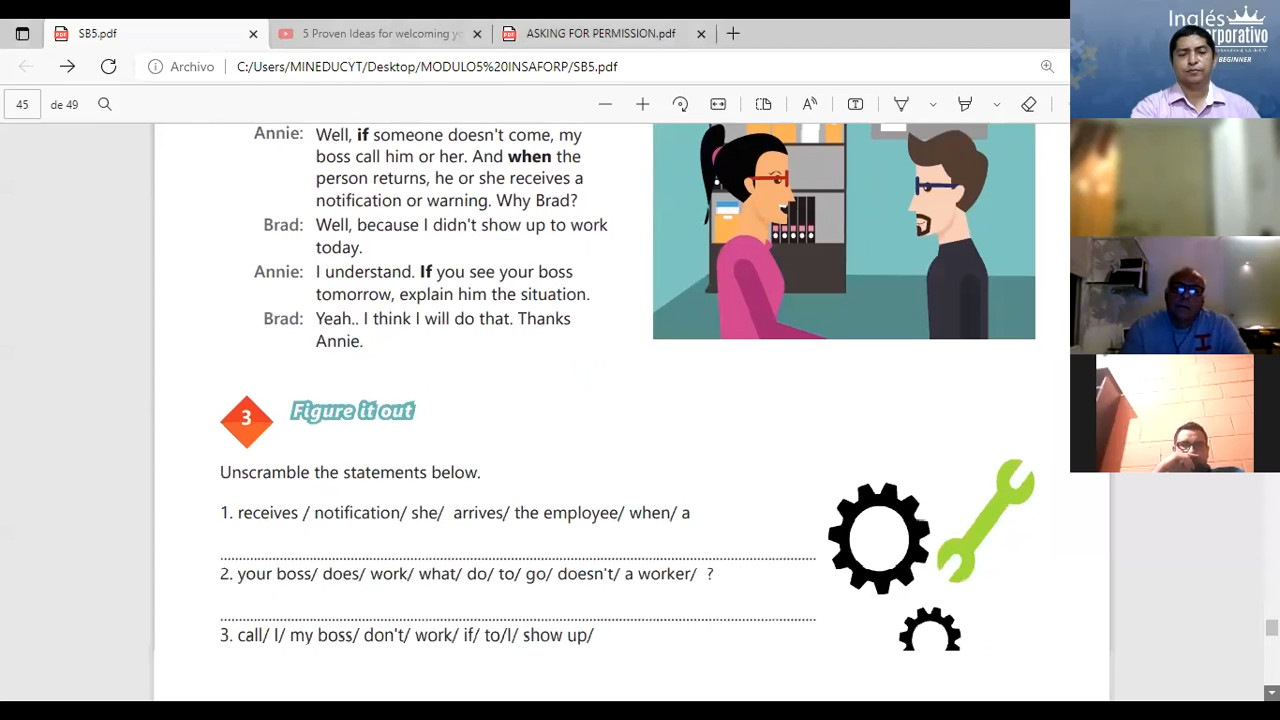 SB5.pdf
5 Proven Ideas for welcoming y
ASKING FOR PERMISSION.pdf
Archivo
C:/Users/MINEDUCYT/Desktop/MODULO5%20INSAFORP/SB5.pdf
45
de 49
Annie: Well, if someone doesn't come, my
boss call him or her. And when the
person returns, he or she receives a
notification or warning. Why Brad?
Brad: Well, because I didn't show up to work
today.
Annie: I understand. If you see your boss
tomorrow, explain him the situation.
Brad: Yeah.. I think I will do that. Thanks
Annie.
3
Figure it out
Unscramble the statements below.
1. receives / notification/ she/ arrives/ the employee/ when/ a
2. your boss/ does/ work/ what/ do/ to/ go/ doesn't/ a worker/ ?
3. call/ I/ my boss/ don't/ work/ if/ to/I/ show up/
Inglés
orporativo
BEGINNER